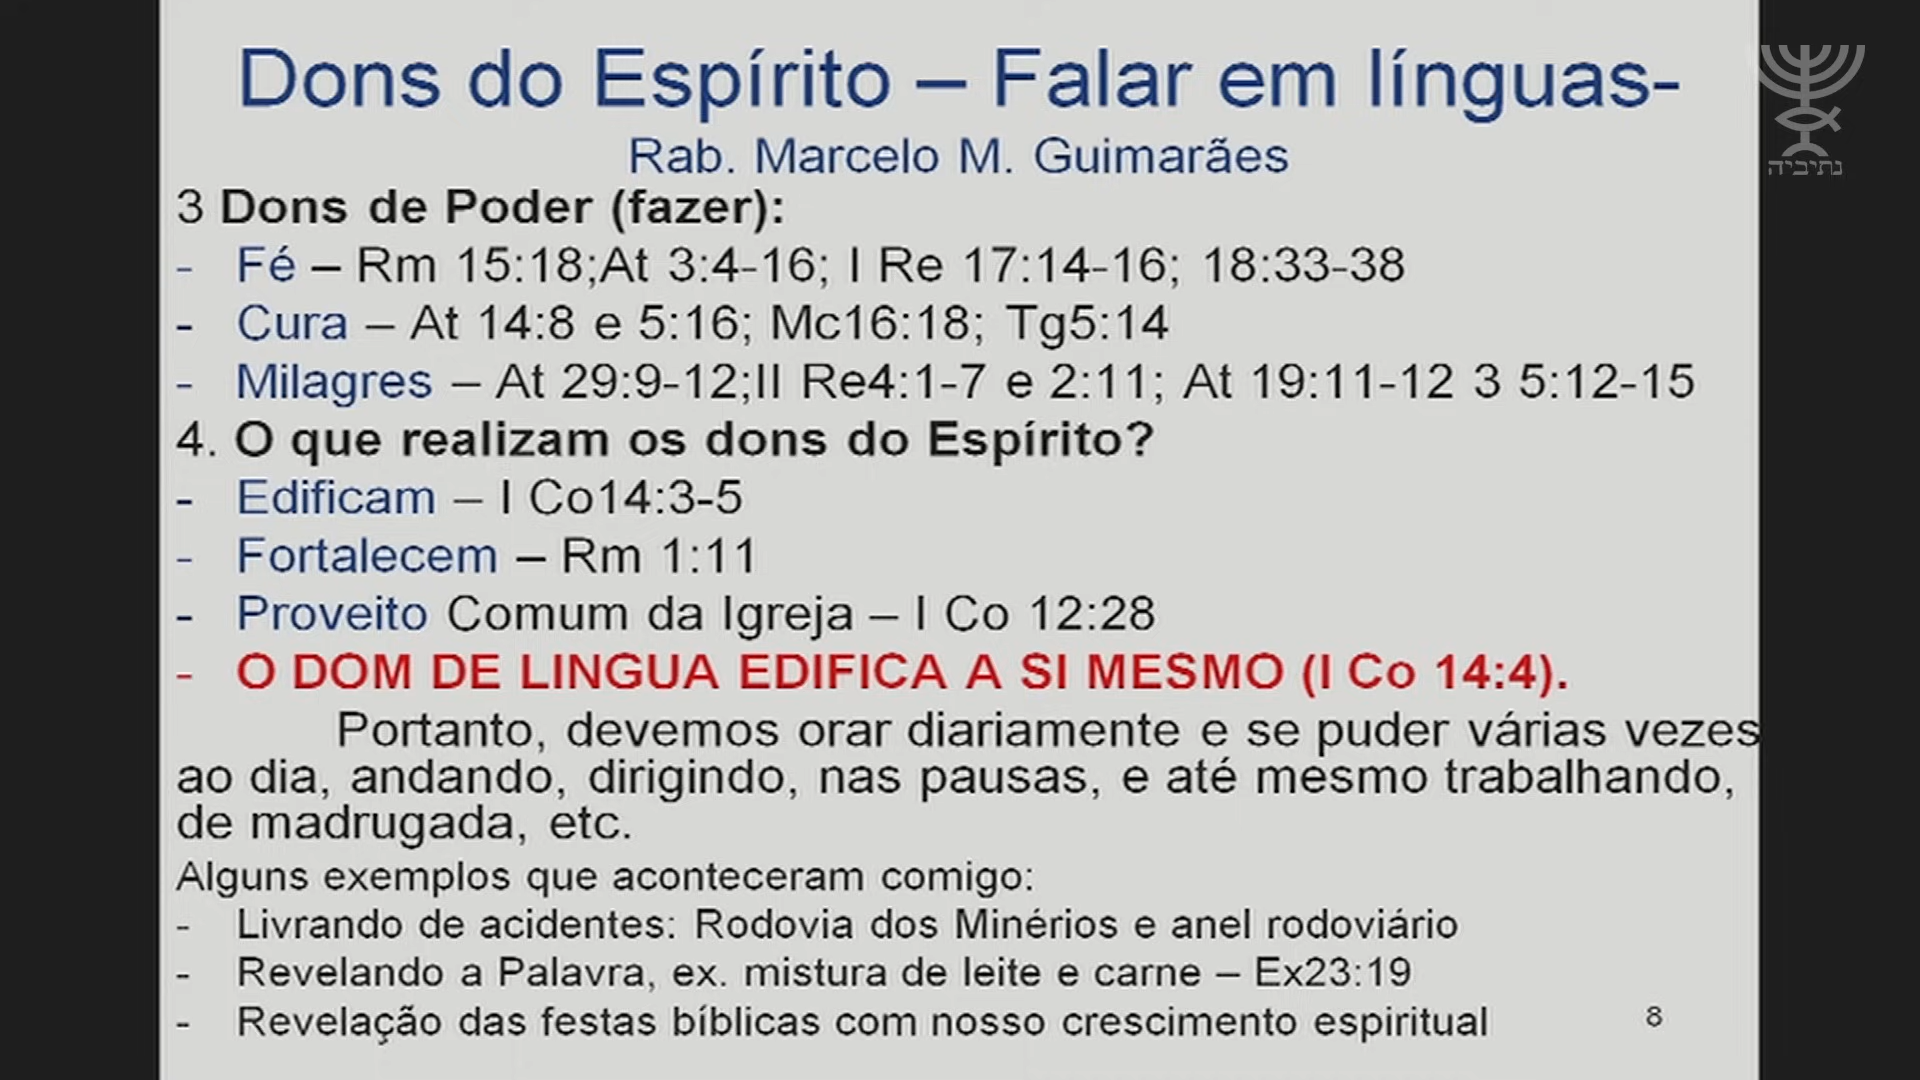 Dons do Espírito – Falar em línguas-
Rab. Marcelo M. Guimarães
נתיביה
3 Dons de Poder (fazer):
- Fé – Rm 15:18;At 3:4-16; I Re 17:14-16; 18:33-38
- Cura – At 14:8 e 5:16; Mc16:18; Tg5:14
- Milagres – At 29:9-12;II Re4:1-7 e 2:11; At 19:11-12 3 5:12-15
4. O que realizam os dons do Espírito?
- Edificam – I Co14:3-5
- Fortalecem – Rm 1:11
- Proveito Comum da Igreja – I Co 12:28
- O DOM DE LINGUA EDIFICA A SI MESMO (I Co 14:4).
Portanto, devemos orar diariamente e se puder várias vezes
ao dia, andando, dirigindo, nas pausas, e até mesmo trabalhando,
de madrugada, etc.
Alguns exemplos que aconteceram comigo:
- Livrando de acidentes: Rodovia dos Minérios e anel rodoviário
- Revelando a Palavra, ex. mistura de leite e carne – Ex23:19
- Revelação das festas bíblicas com nosso crescimento espiritual
8